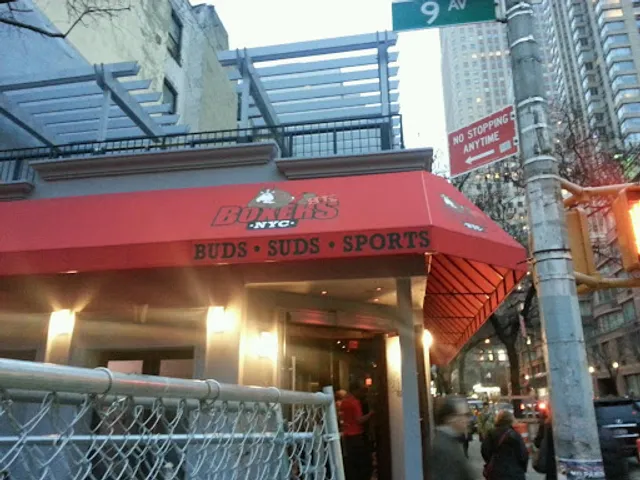 9 AV
NO STOPPING
ANYTIME
BOXERS
·NYC·
BUDS · SUDS · SPORTS